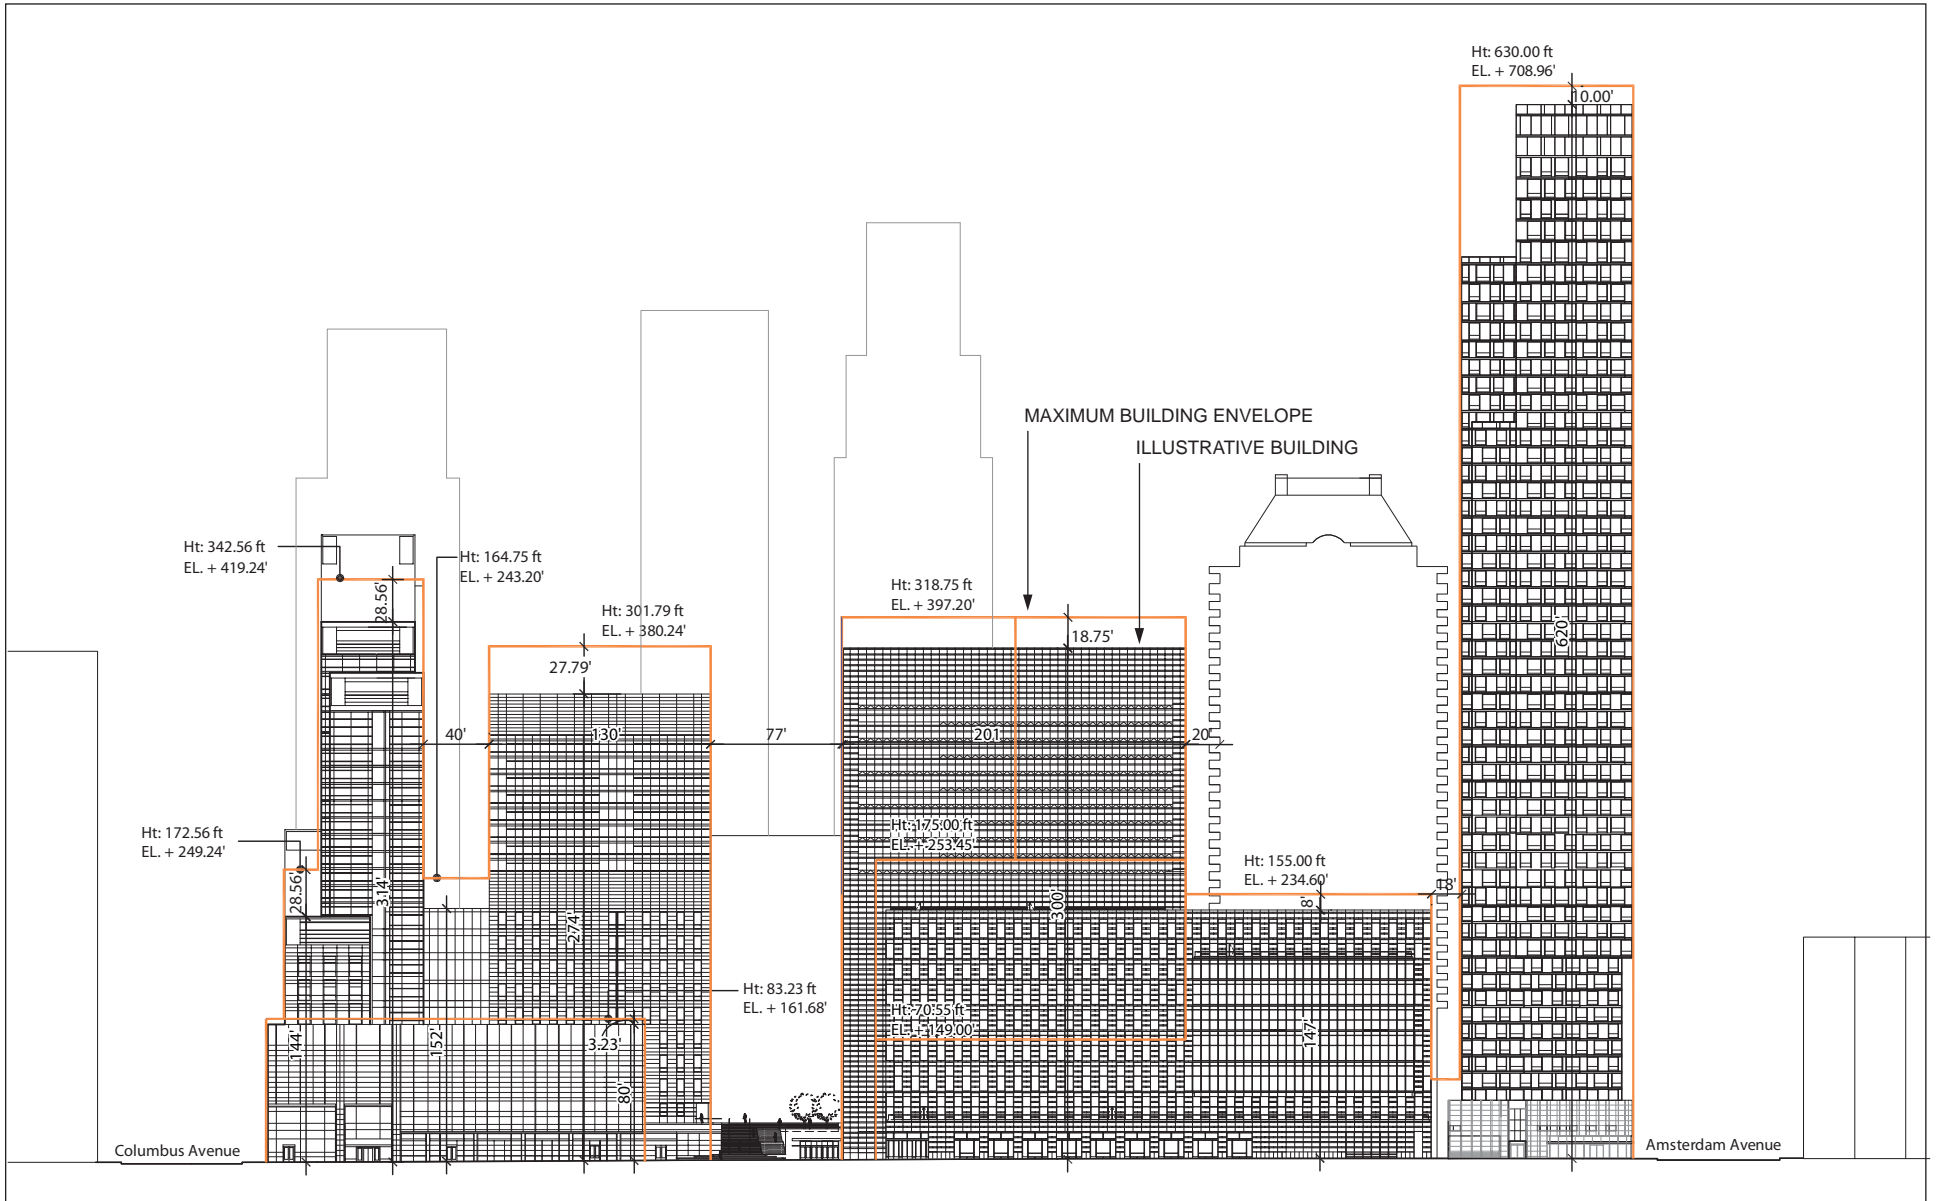 Ht: 630.00 ft
EL. + 708.96'
10.00'
MAXIMUM BUILDING ENVELOPE
ILLUSTRATIVE BUILDING
Ht: 342.56 ft
EL. + 419.24'
Ht: 164.75 ft
EL. + 243.20'
28.56'
Ht: 301.79 ft
EL. + 380.24'
Ht: 318.75 ft
EL. + 397.20'
18.75'
620'
27.79'
40'
130'
77'
201
20'
Ht: 172.56 ft
EL. + 249.24'
Ht: 175.00 ft
EL. + 253.45'
Ht: 155.00 ft
EL. + 234.60'
18'
28.56'
3.14'
274'
300'
8'
Ht: 83.23 ft
EL. + 161.68'
Ht: 70.55 ft
EL. + 149.00'
144'
152'
3.23'
80'
147'
Columbus Avenue
Amsterdam Avenue